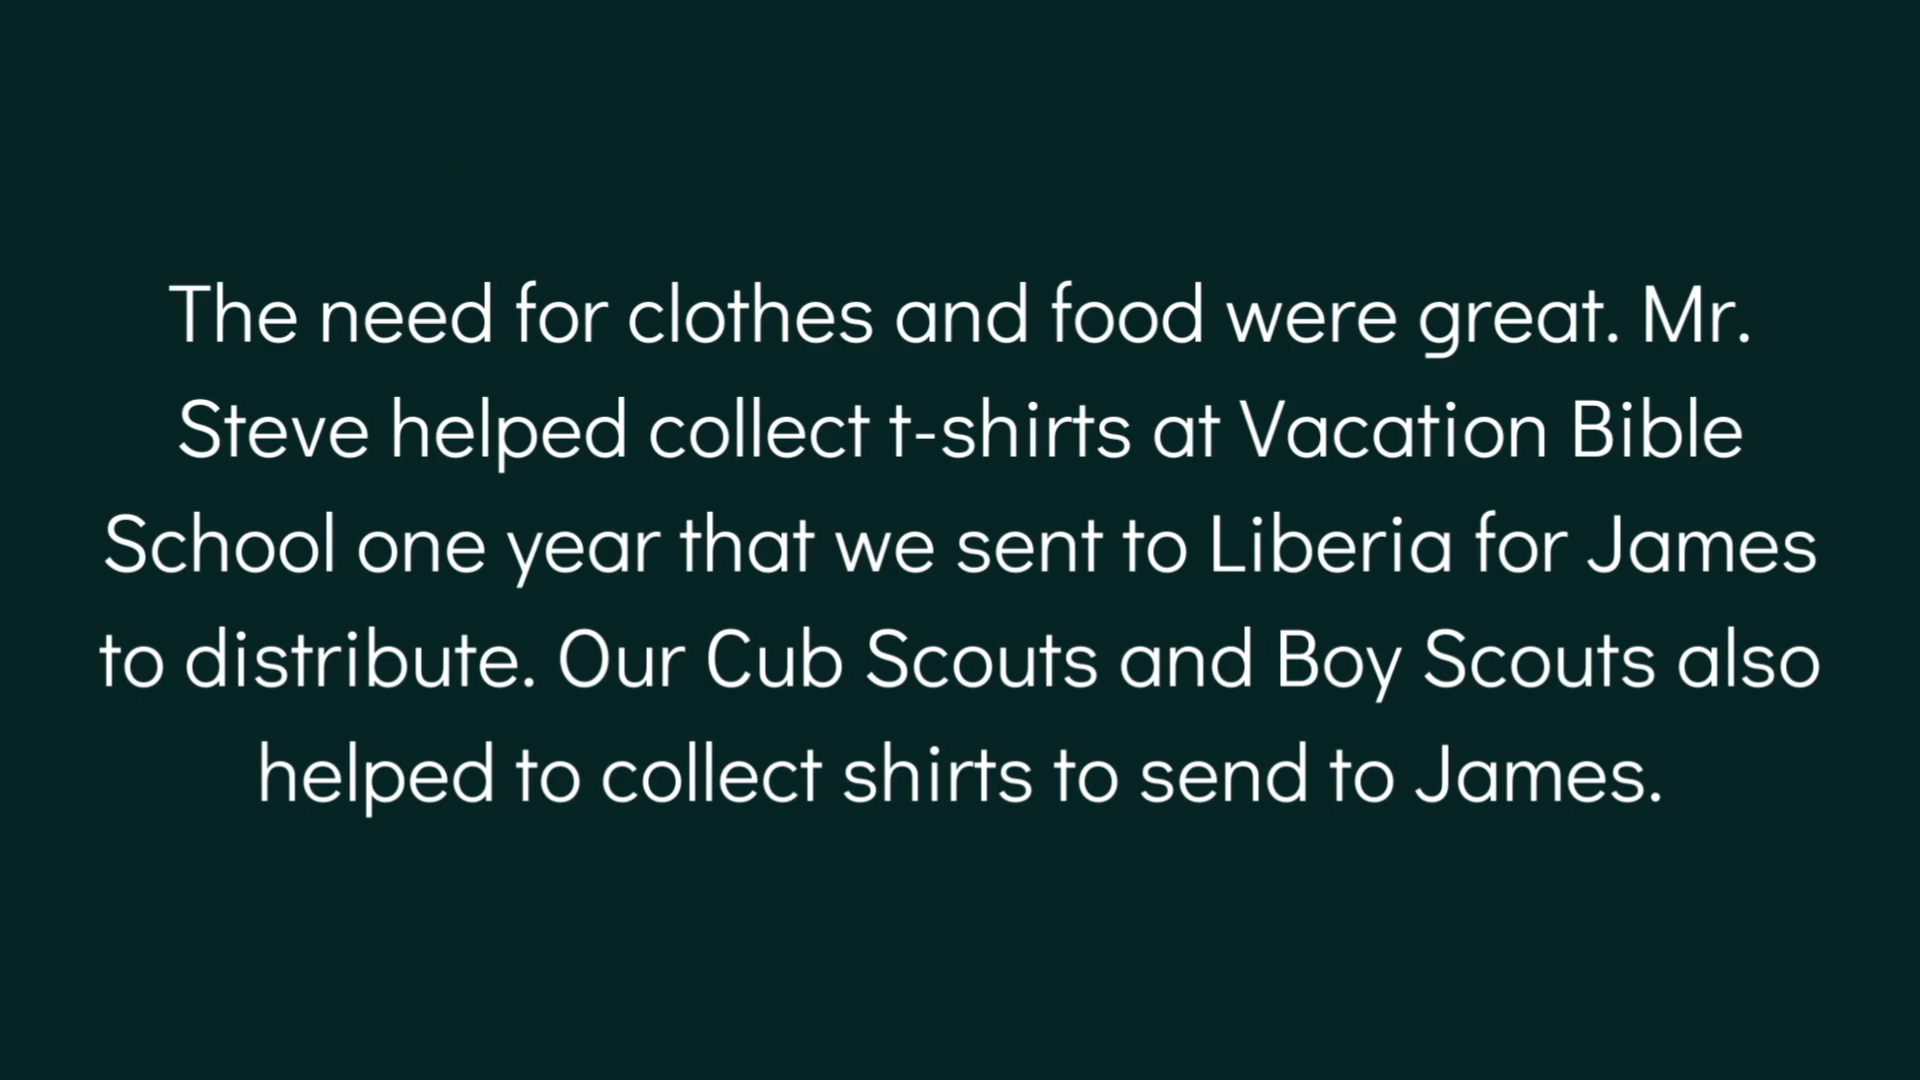 The need for clothes and food were great. Mr.
Steve helped collect t-shirts at Vacation Bible
School one year that we sent to Liberia for James
to distribute. Our Cub Scouts and Boy Scouts also
helped to collect shirts to send to James.